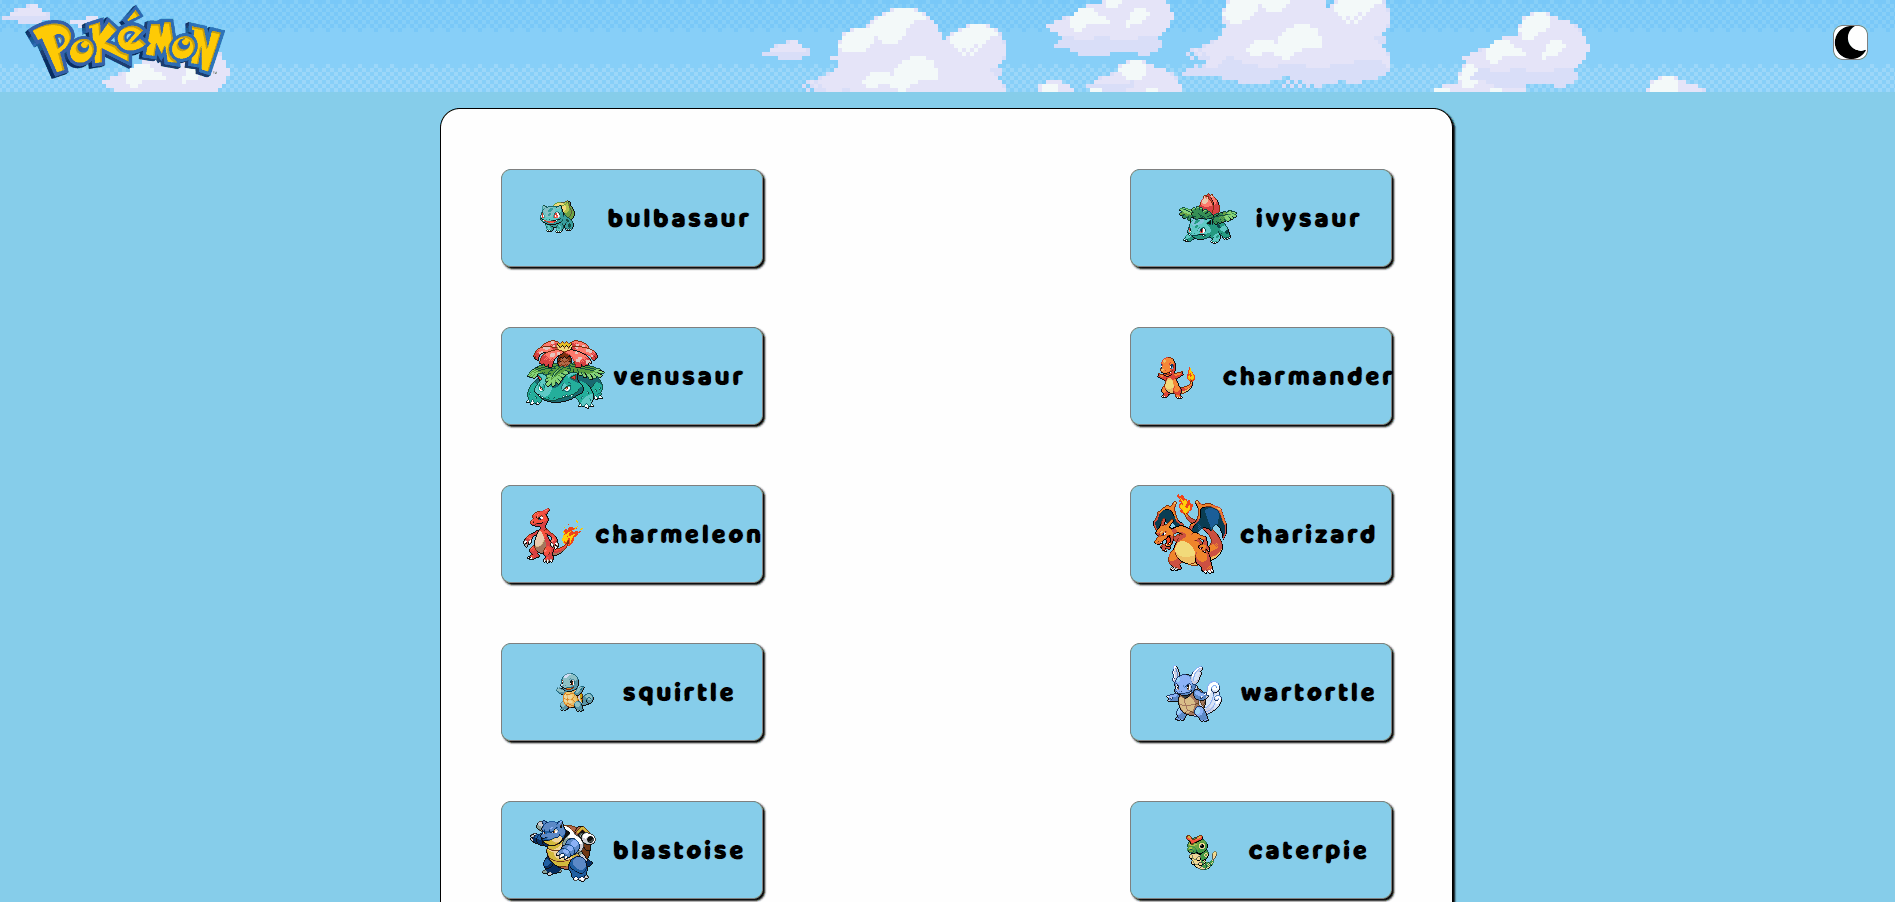 POKéMON
bulbasaur
ivysaur
venusaur
charmander
charmeleon
charizard
squirtle
wartortle
blastoise
caterpie